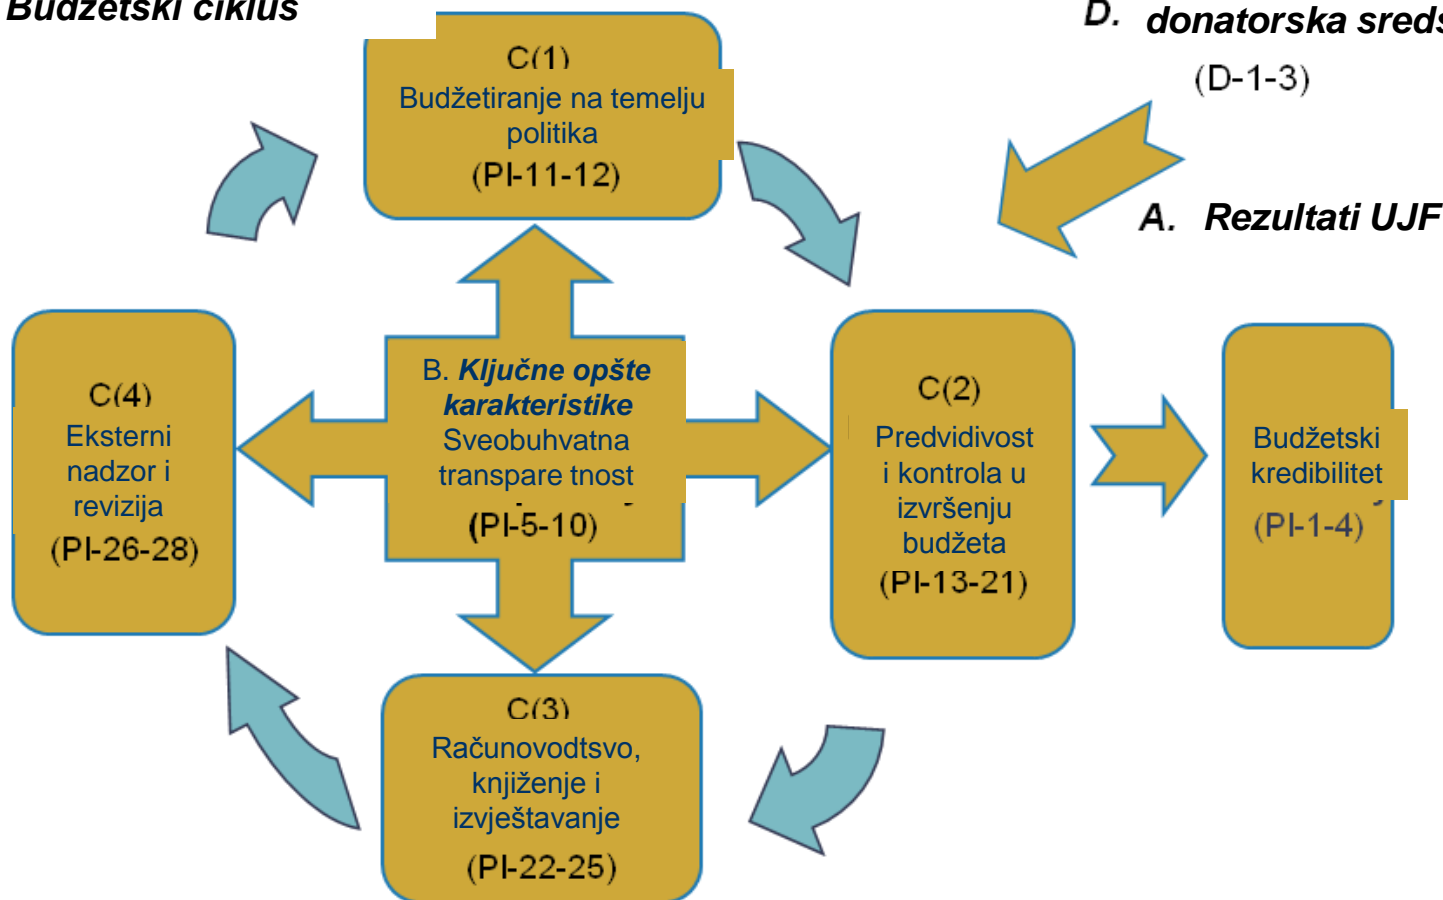 Budžetski ciklus
D. donatorska
(D-1-3)
A. Rezultati UJF
C(1)
Budžetiranje na temelju
politika
(PI-11-12)
C(4)
Eksterni
nadzor i
revizija
(PI-26-28)
B. Ključne opšte
karakteristike
Sveobuhvatna
transpare tnost
(PI-5-10)
C(2)
Predvidivost
i kontrola u
izvršenju
budžeta
(PI-13-21)
Budžetski
kredibilitet
(PI-1-4)
C(3)
Računovodtsvo,
knjiženje i
izvještavanje
(PI-22-25)